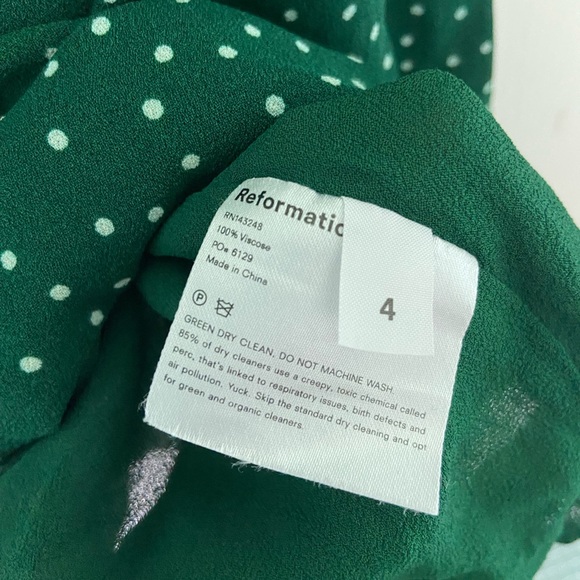 Reformatio
RN143248
100% Viscose
PO# 6129
Made in China
4
P
GREEN DRY CLEAN. DO NOT MACHINE WASH.
85% of dry cleaners use a creepy, toxic chemical called
perc, that's linked to respiratory issues, birth defects and
air pollution. Yuck. Skip the standard dry cleaning and opt
for green and organic cleaners.